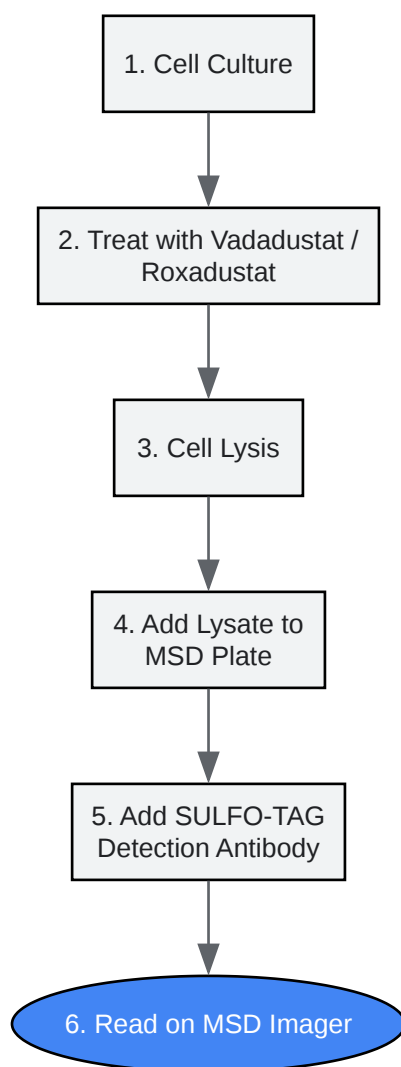 1. Cell Culture
2. Treat with Vadadustat /
Roxadustat
3. Cell Lysis
4. Add Lysate to
MSD Plate
5. Add SULFO-TAG
Detection Antibody
6. Read on MSD Imager